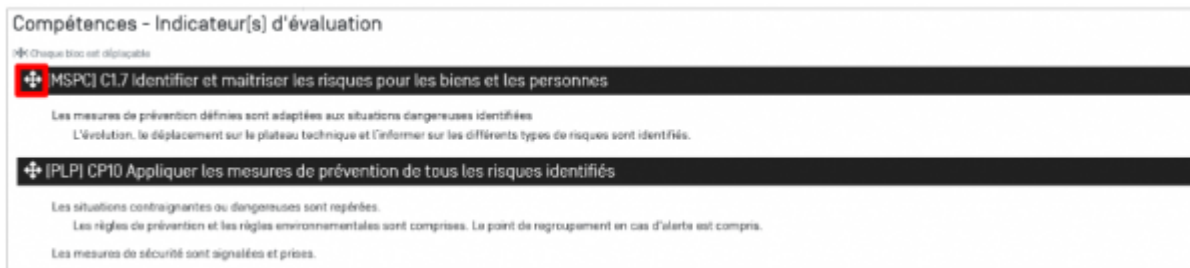 Compétences - Indicateur(s) d'évaluation
Chaque bloc est déplaçable
[MSPC] C1.7 Identifier et maitriser les risques pour les biens et les personnes
Les mesures de prévention définies sont adaptées aux situations dangereuses identifiées
L'évolution, le déplacement sur le plateau technique et l'informer sur les différents types de risques sont identifiés.
[PLP] CP10 Appliquer les mesures de prévention de tous les risques identifiés
Les situations contraignantes ou dangereuses sont repérées.
Les règles de prévention et les règles environnementales sont comprises. Le point de regroupement en cas d'alerte est compris.
Les mesures de sécurité sont signalées et prises.